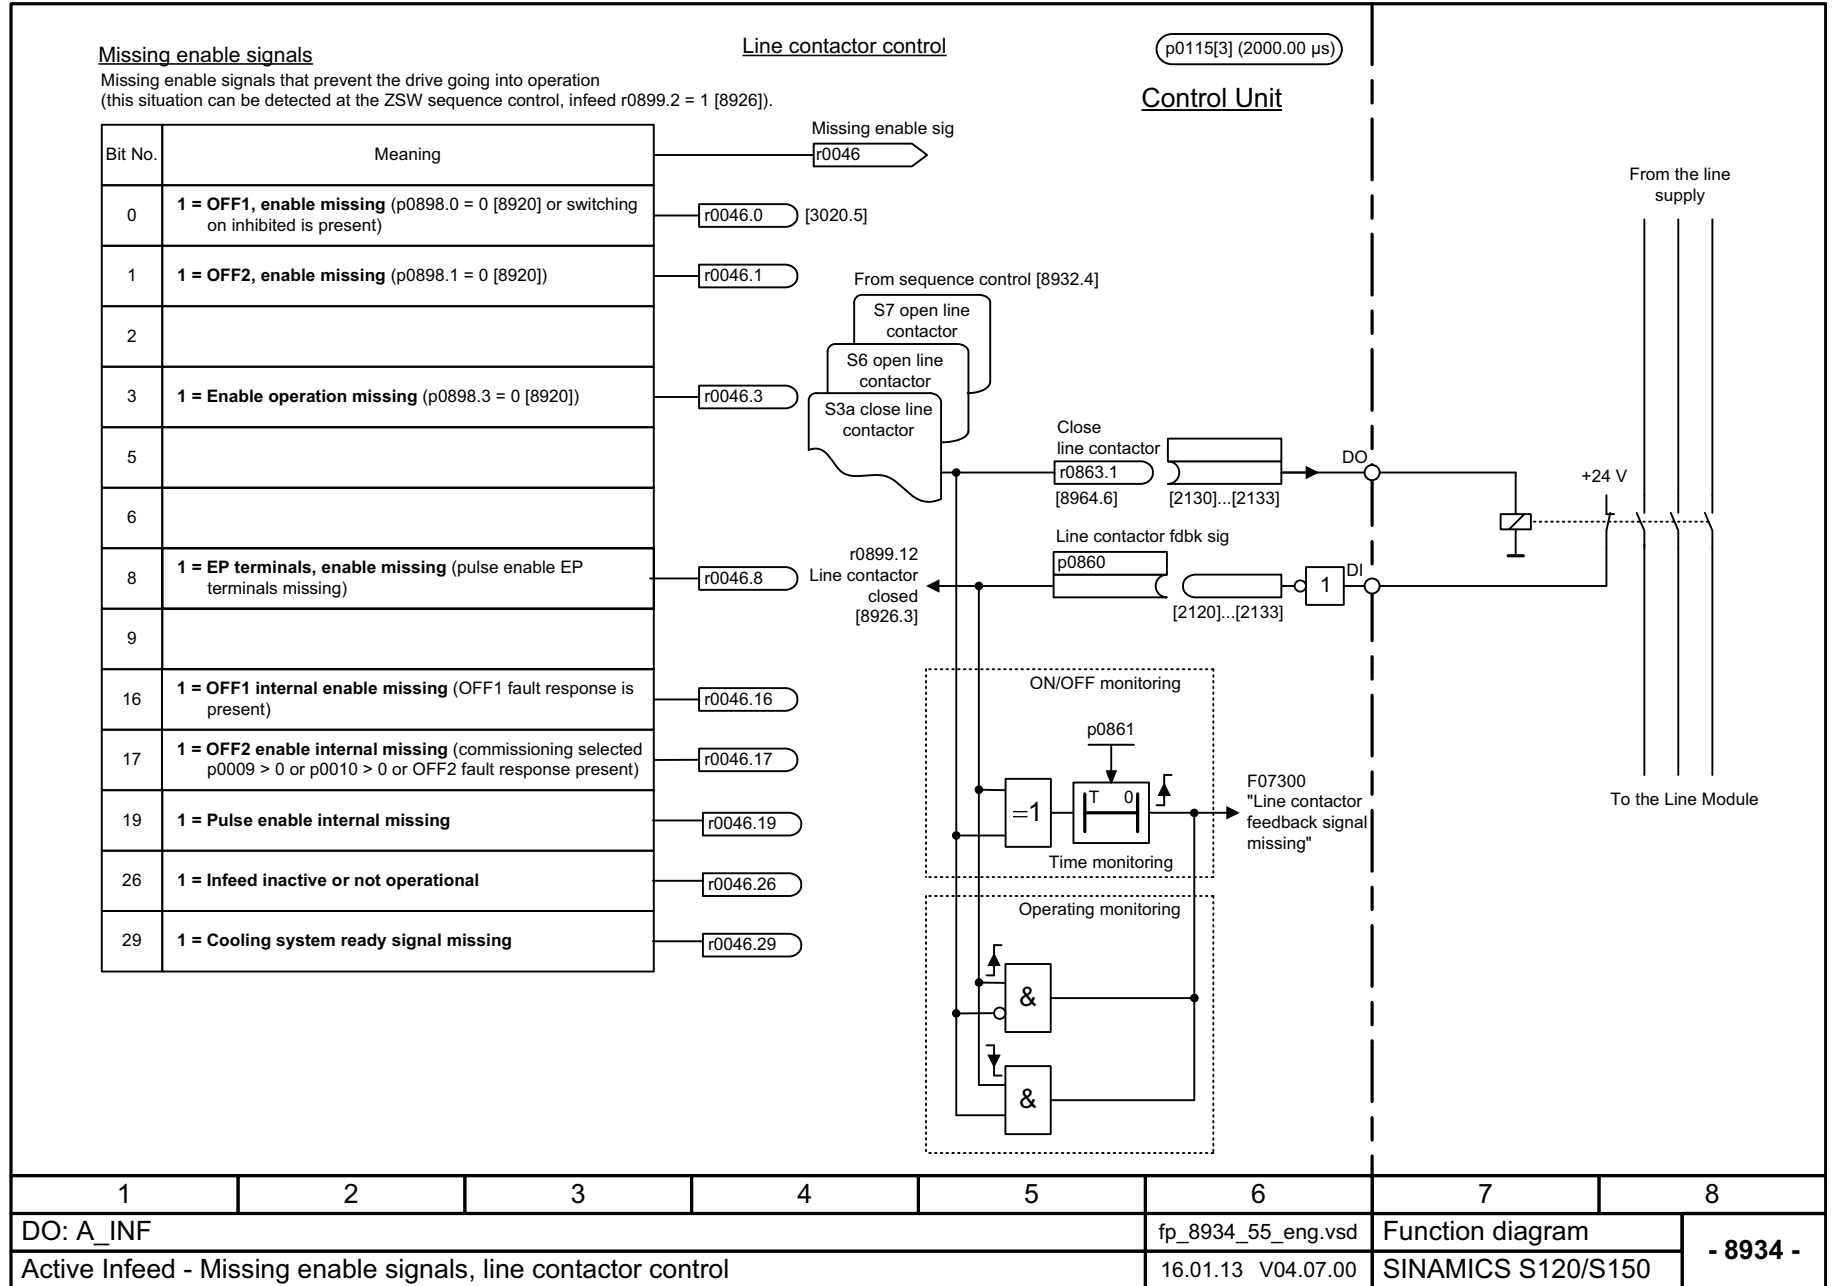 Missing enable signals
Line contactor control
p0115[3] (2000.00 µs)
Missing enable signals that prevent the drive going into operation
(this situation can be detected at the ZSW sequence control, infeed r0899.2 = 1 [8926]).
Control Unit
Bit No.
Meaning
Missing enable sig
r0046
0
1 = OFF1, enable missing (p0898.0 = 0 [8920] or switching
on inhibited is present)
r0046.0
[3020.5]
1
1 = OFF2, enable missing (p0898.1 = 0 [8920])
r0046.1
2
3
1 = Enable operation missing (p0898.3 = 0 [8920])
r0046.3
5
6
8
1 = EP terminals, enable missing (pulse enable EP
terminals missing)
r0046.8
9
16
1 = OFF1 internal enable missing (OFF1 fault response is
present)
r0046.16
17
1 = OFF2 enable internal missing (commissioning selected
p0009 > 0 or p0010 > 0 or OFF2 fault response present)
r0046.17
19
1 = Pulse enable internal missing
r0046.19
26
1 = Infeed inactive or not operational
r0046.26
29
1 = Cooling system ready signal missing
r0046.29
From sequence control [8932.4]
S7 open line
contactor
S6 open line
contactor
S3a close line
contactor
Close
line contactor
r0863.1
[8964.6]
[2130]...[2133]
DO
Line contactor fdbk sig
p0860
[2120]...[2133]
1
DI
r0899.12
Line contactor
closed
[8926.3]
From the line
supply
+24 V
To the Line Module
ON/OFF monitoring
p0861
=1
T 0
Time monitoring
F07300
"Line contactor
feedback signal
missing"
Operating monitoring
&
&
1 2 3 4 5 6 7 8
DO: A_INF
fp_8934_55_eng.vsd
Function diagram
- 8934 -
Active Infeed - Missing enable signals, line contactor control
16.01.13 V04.07.00
SINAMICS S120/S150